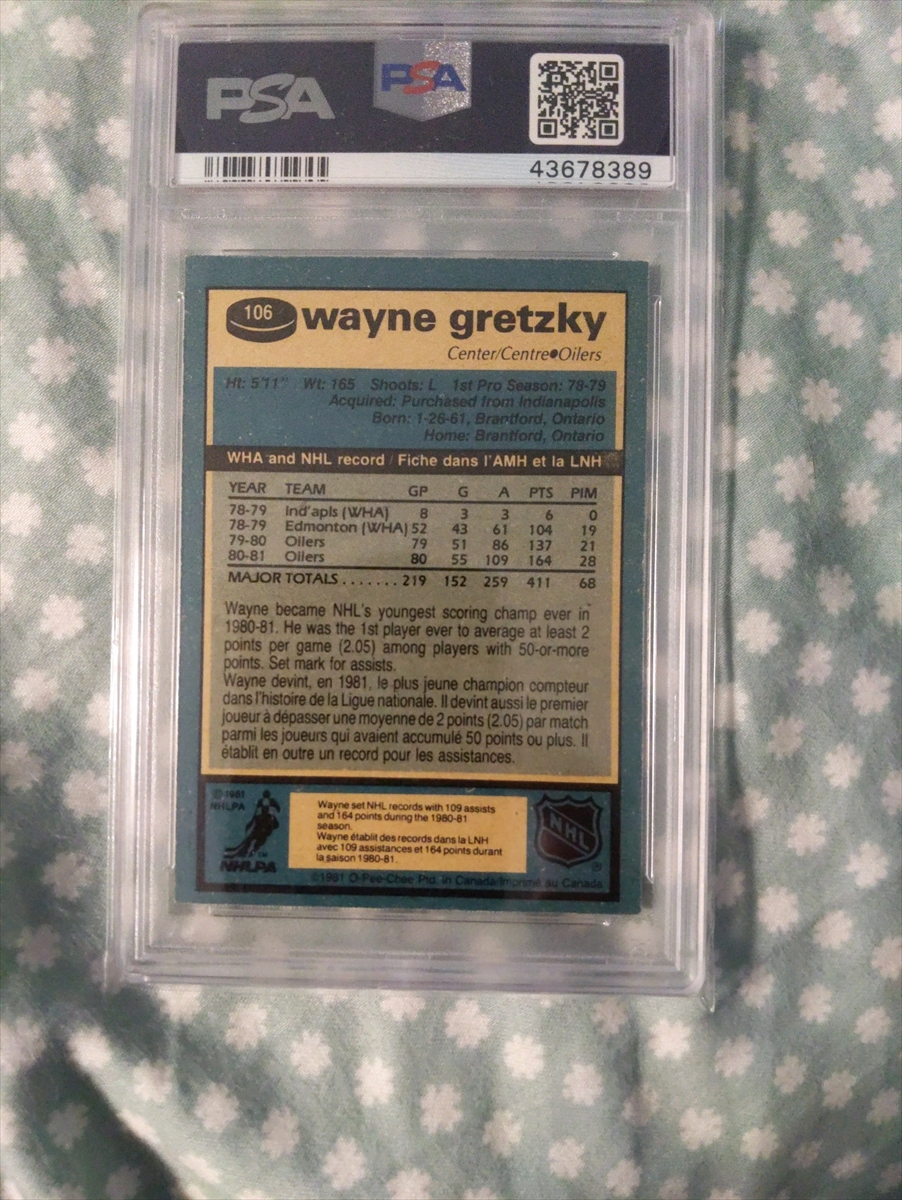 PSA
PSA
43678389
106
wayne gretzky
Center/Centre●Oilers
Ht: 5'11" Wt: 165 Shoots: L 1st Pro Season: 78-79
Acquired: Purchased from Indianapolis
Born: 1-26-61, Brantford, Ontario
Home: Brantford, Ontario
WHA and NHL record / Fiche dans l'AMH et la LNH
YEAR TEAM GP G A PTS PIM
78-79 Ind'apls (WHA) 8 3 3 6 0
78-79 Edmonton (WHA) 52 43 61 104 19
79-80 Oilers 79 51 86 137 21
80-81 Oilers 80 55 109 164 28
MAJOR TOTALS ....... 219 152 259 411 68
Wayne became NHL's youngest scoring champ ever in
1980-81. He was the 1st player ever to average at least 2
points per game (2.05) among players with 50-or-more
points. Set mark for assists.
Wayne devint, en 1981, le plus jeune champion compteur
dans l'histoire de la Ligue nationale. Il devint aussi le premier
joueur à dépasser une moyenne de 2 points (2.05) par match
parmi les joueurs qui avaient accumulé 50 points ou plus. Il
établit en outre un record pour les assistances.
©1981
NHLPA
NHLPA
TM
Wayne set NHL records with 109 assists
and 164 points during the 1980-81
season.
Wayne établit des records dans la LNH
avec 109 assistances et 164 points durant
la saison 1980-81.
NHL
®
©1981 O-Pee-Chee Ptd. in Canada-Imprimé au Canada